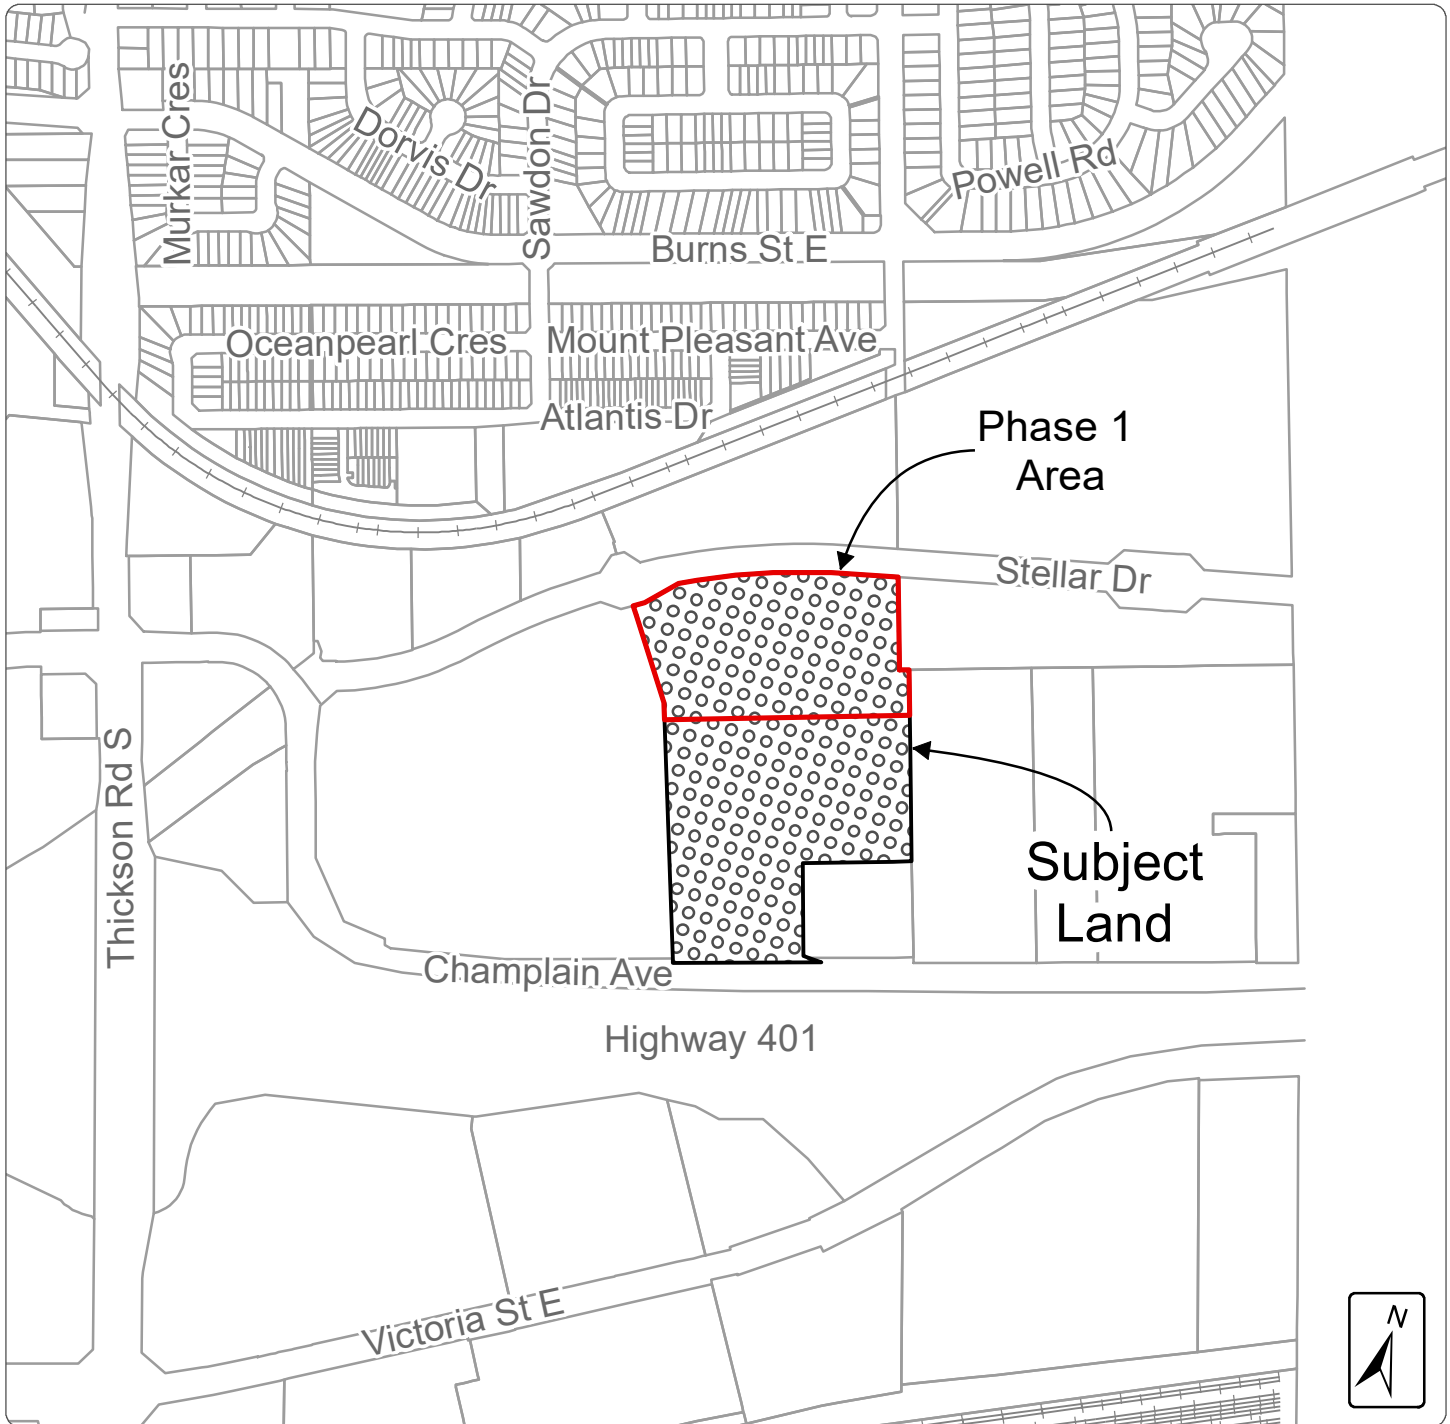 Murkar Cres
Dorvis Dr
Sawdon Dr
Powell Rd
Burns St E
Oceanpearl Cres
Mount Pleasant Ave
Atlantis Dr
Phase 1
Area
Stellar Dr
Thickson Rd S
Subject
Land
Champlain Ave
Highway 401
Victoria St E
N